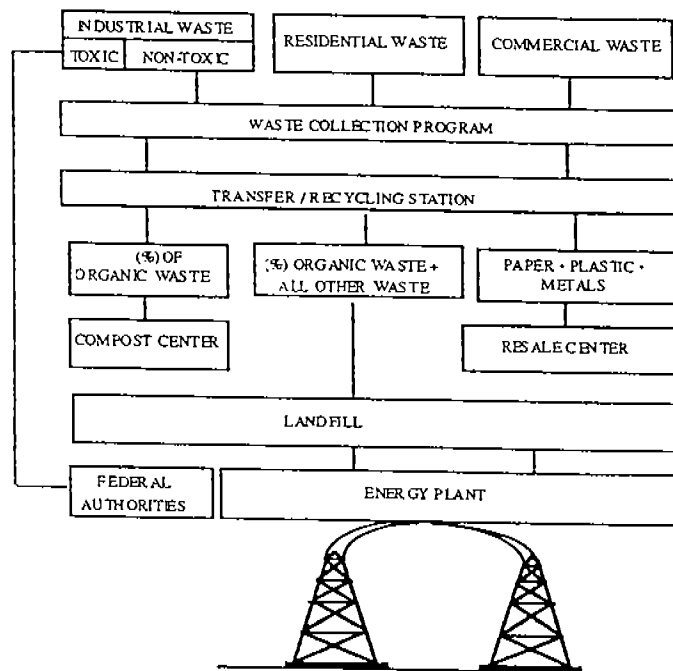 INDUSTRIAL WASTE
TOXIC NON-TOXIC
RESIDENTIAL WASTE
COMMERCIAL WASTE
WASTE COLLECTION PROGRAM
TRANSFER / RECYCLING STATION
(%) OF
ORGANIC WASTE
(%) ORGANIC WASTE +
ALL OTHER WASTE
PAPER • PLASTIC •
METALS
COMPOST CENTER
RESALE CENTER
LANDFILL
FEDERAL
AUTHORITIES
ENERGY PLANT